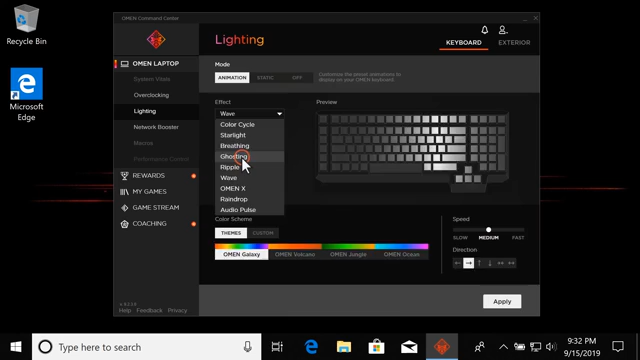 Recycle Bin
Microsoft
Edge
OMEN Command Center
Lighting
KEYBOARD
EXTERIOR
OMEN LAPTOP
System Vitals
Overclocking
Lighting
Network Booster
Macros
Performance Control
REWARDS
MY GAMES
GAME STREAM
COACHING
Mode
ANIMATION
STATIC
OFF
Customize the preset animations to
display on your OMEN keyboard.
Effect
Wave
Color Cycle
Starlight
Breathing
Ghosting
Ripple
Wave
OMEN X
Raindrop
Audio Pulse
Preview
Color Scheme
THEMES
CUSTOM
OMEN Galaxy
OMEN Volcano
OMEN Jungle
OMEN Ocean
Speed
SLOW
MEDIUM
FAST
Direction
Apply
Help
Feedback
Privacy
Type here to search
9:32 PM
9/15/2019